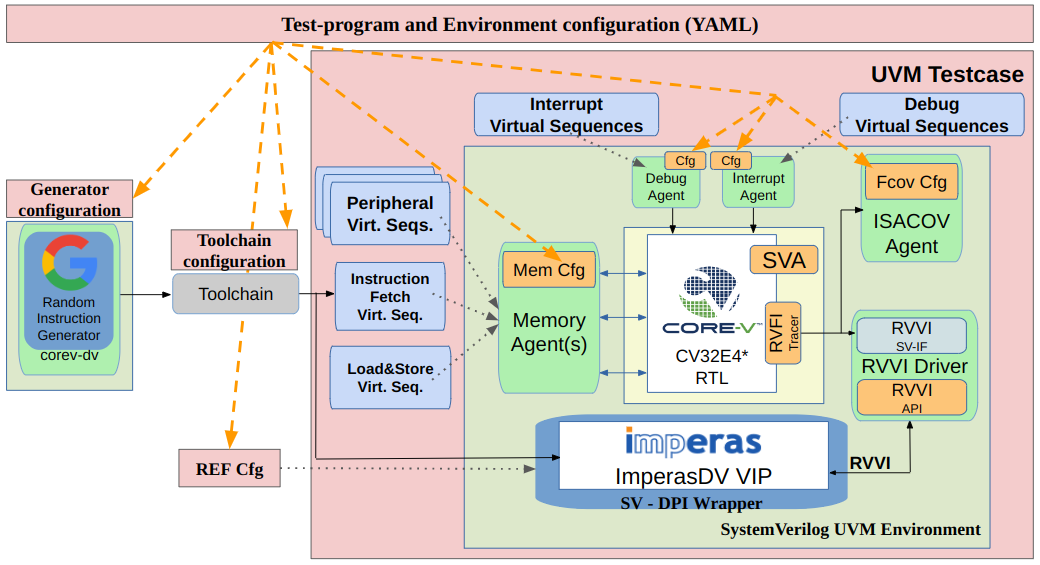 Test-program and Environment configuration (YAML)
UVM Testcase
Interrupt
Virtual Sequences
Debug
Virtual Sequences
Generator
configuration
Random
Instruction
Generator
corev-dv
Toolchain
configuration
Toolchain
Peripheral
Virt. Seqs.
Instruction
Fetch
Virt. Seq.
Load&Store
Virt. Seq.
Mem Cfg
Memory
Agent(s)
Cfg
Debug
Agent
Cfg
Interrupt
Agent
SVA
CORE-V™
CV32E4*
RTL
RVFI
Tracer
Fcov Cfg
ISACOV
Agent
RVVI
SV-IF
RVVI Driver
RVVI
API
REF Cfg
imperas
ImperasDV VIP
SV - DPI Wrapper
RVVI
SystemVerilog UVM Environment